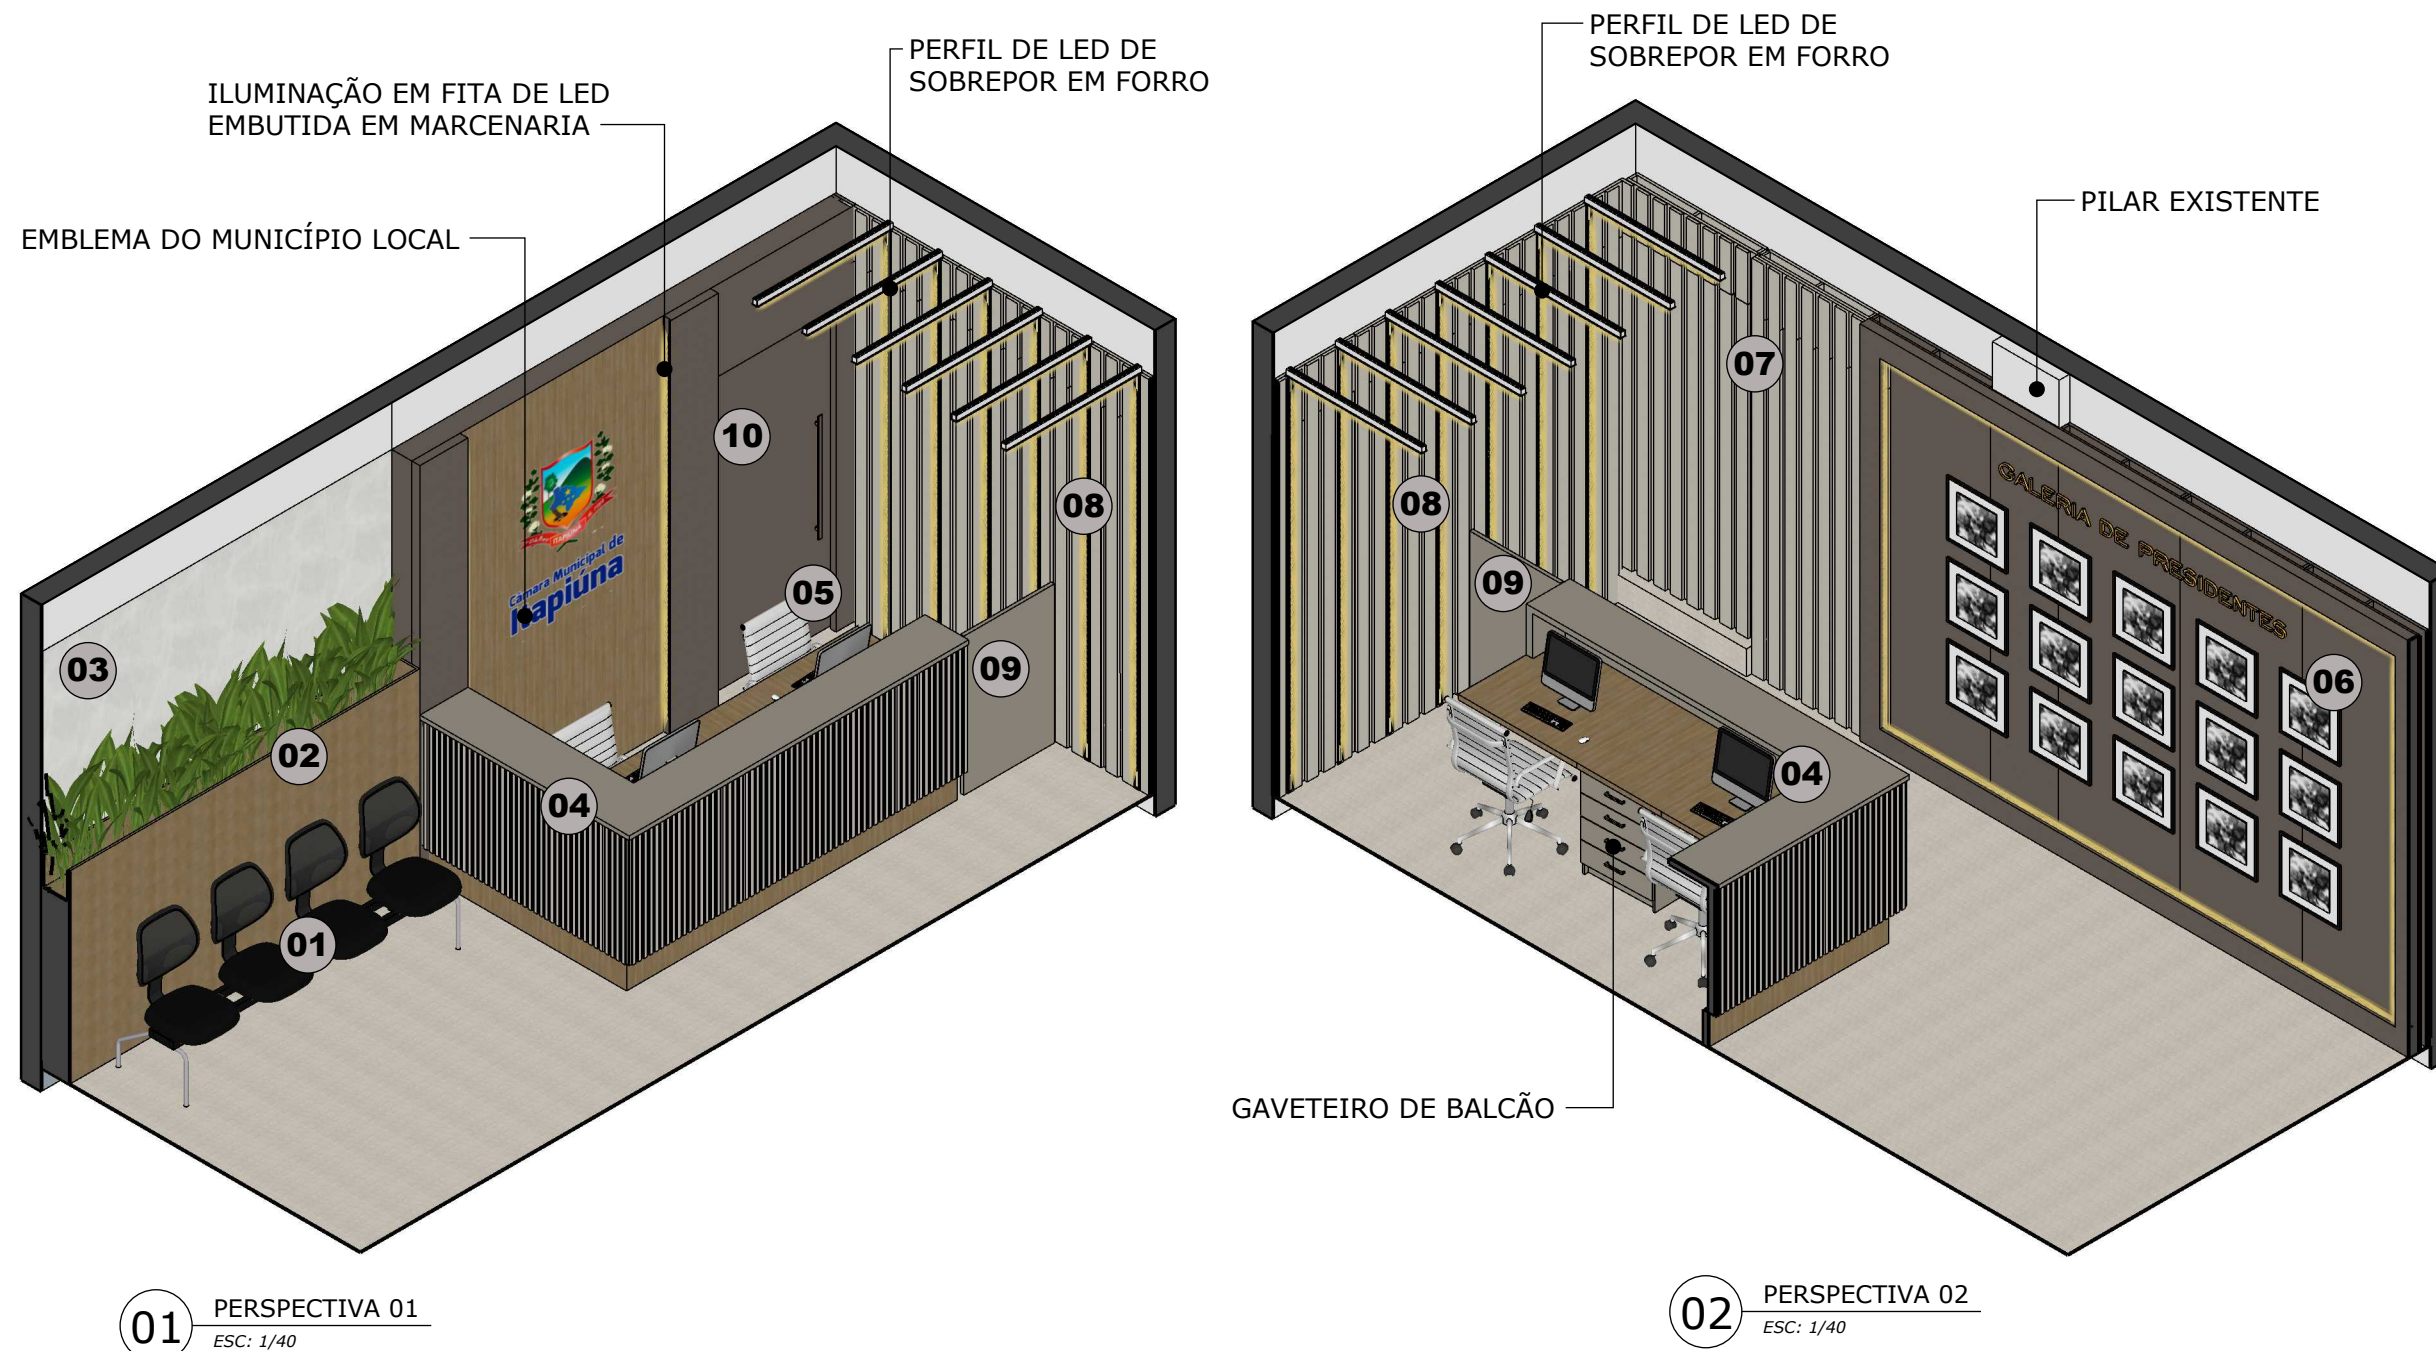 PERFIL DE LED DE
SOBREPOR EM FORRO
ILUMINAÇÃO EM FITA DE LED
EMBUTIDA EM MARCENARIA
EMBLEMA DO MUNICÍPIO LOCAL
10
08
05
03
09
02
04
01
Câmara Municipal de
Itapiúna
01
PERSPECTIVA 01
ESC: 1/40
PERFIL DE LED DE
SOBREPOR EM FORRO
PILAR EXISTENTE
07
08
09
GALERIA DE PRESIDENTES
06
04
GAVETEIRO DE BALCÃO
02
PERSPECTIVA 02
ESC: 1/40